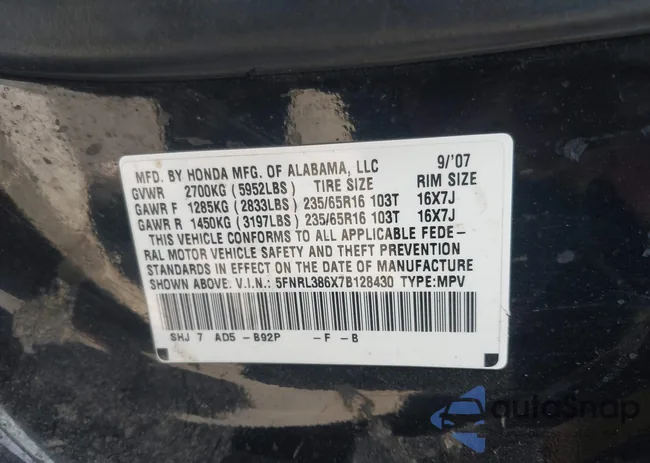 MFD. BY HONDA MFG. OF ALABAMA, LLC 9/'07
GVWR 2700KG (5952LBS) TIRE SIZE RIM SIZE
GAWR F 1285KG (2833LBS) 235/65R16 103T 16X7J
GAWR R 1450KG (3197LBS) 235/65R16 103T 16X7J
THIS VEHICLE CONFORMS TO ALL APPLICABLE FEDE-
RAL MOTOR VEHICLE SAFETY AND THEFT PREVENTION
STANDARDS IN EFFECT ON THE DATE OF MANUFACTURE
SHOWN ABOVE. V.I.N.: 5FNRL386X7B128430 TYPE:MPV
SHJ 7 AD5 -B92P -F -B
autoSnap